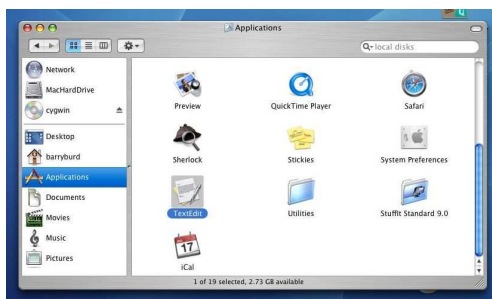 Applications
local disks
Network
MacHardDrive
cygwin
Desktop
barryburd
Applications
Documents
Movies
Music
Pictures
Preview
QuickTime Player
Safari
Sherlock
Stickies
System Preferences
TextEdit
Utilities
StuffIt Standard 9.0
17
iCal
1 of 19 selected, 2.73 GB available